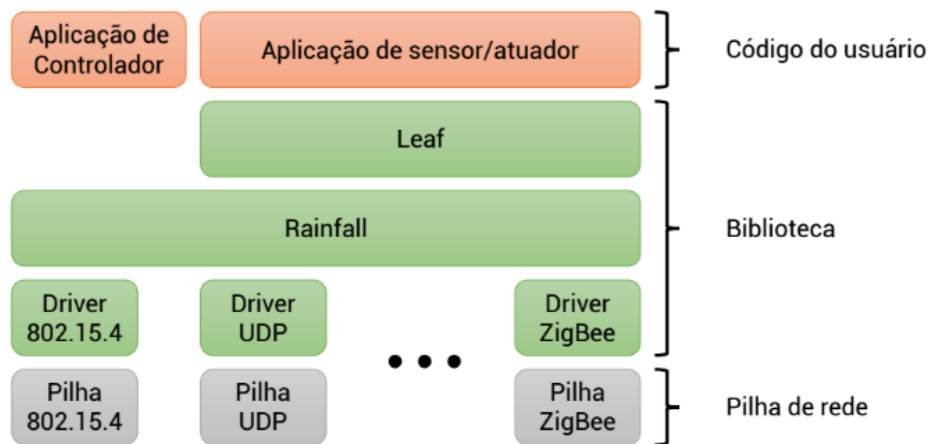 Aplicação de
Controlador
Aplicação de sensor/atuador
Código do usuário
Leaf
Rainfall
Biblioteca
Driver
802.15.4
Driver
UDP
Driver
ZigBee
Pilha
802.15.4
Pilha
UDP
Pilha
ZigBee
Pilha de rede